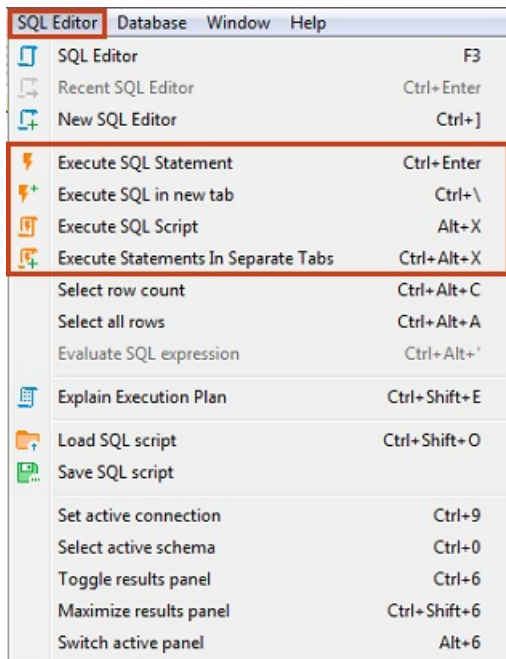 SQL Editor Database Window Help
SQL Editor F3
Recent SQL Editor Ctrl+Enter
New SQL Editor Ctrl+]
Execute SQL Statement Ctrl+Enter
Execute SQL in new tab Ctrl+\
Execute SQL Script Alt+X
Execute Statements In Separate Tabs Ctrl+Alt+X
Select row count Ctrl+Alt+C
Select all rows Ctrl+Alt+A
Evaluate SQL expression Ctrl+Alt+'
Explain Execution Plan Ctrl+Shift+E
Load SQL script Ctrl+Shift+O
Save SQL script
Set active connection Ctrl+9
Select active schema Ctrl+0
Toggle results panel Ctrl+6
Maximize results panel Ctrl+Shift+6
Switch active panel Alt+6